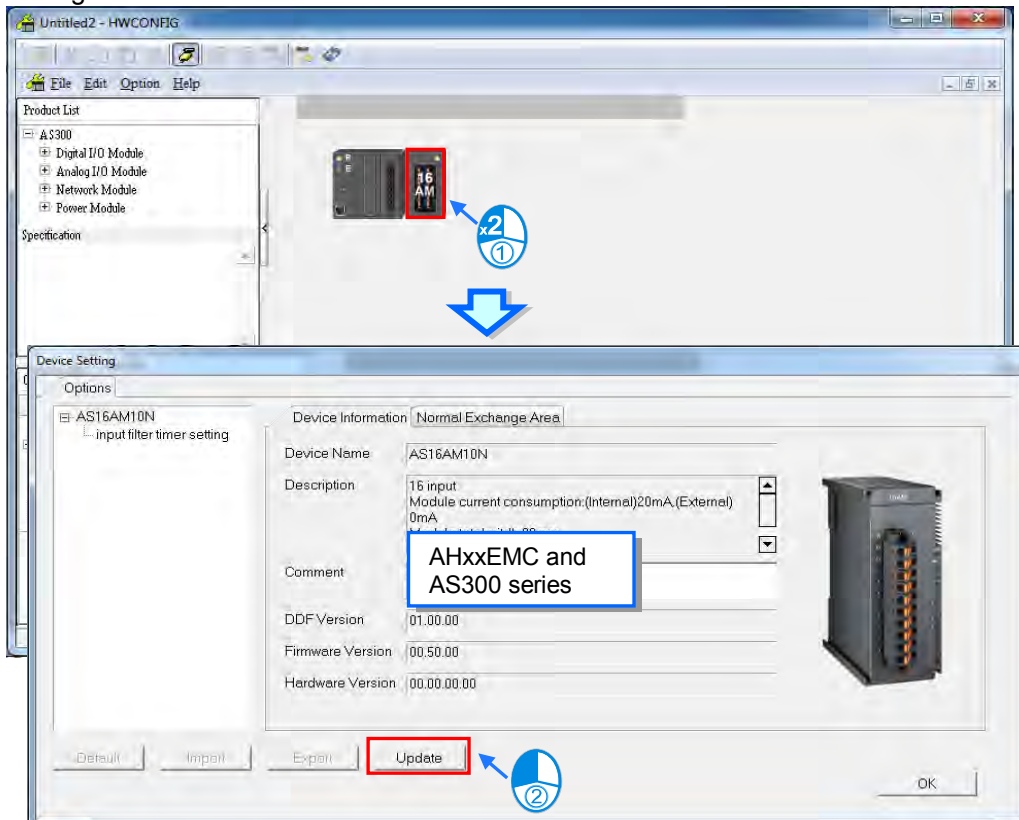 Untitled2 - HWCONFIG
File Edit Option Help
Product List
AS300
Digital I/O Module
Analog I/O Module
Network Module
Power Module
Specification
16
AM
x2
1
Device Setting
Options
AS16AM10N
input filter timer setting
Device Information Normal Exchange Area
Device Name AS16AM10N
Description 16 input
Module current consumption:(Internal)20mA,(External)
0mA
AHxxEMC and
AS300 series
Comment
DDF Version 01.00.00
Firmware Version 00.50.00
Hardware Version 00.00.00.00
Default Import Export Update
2
OK